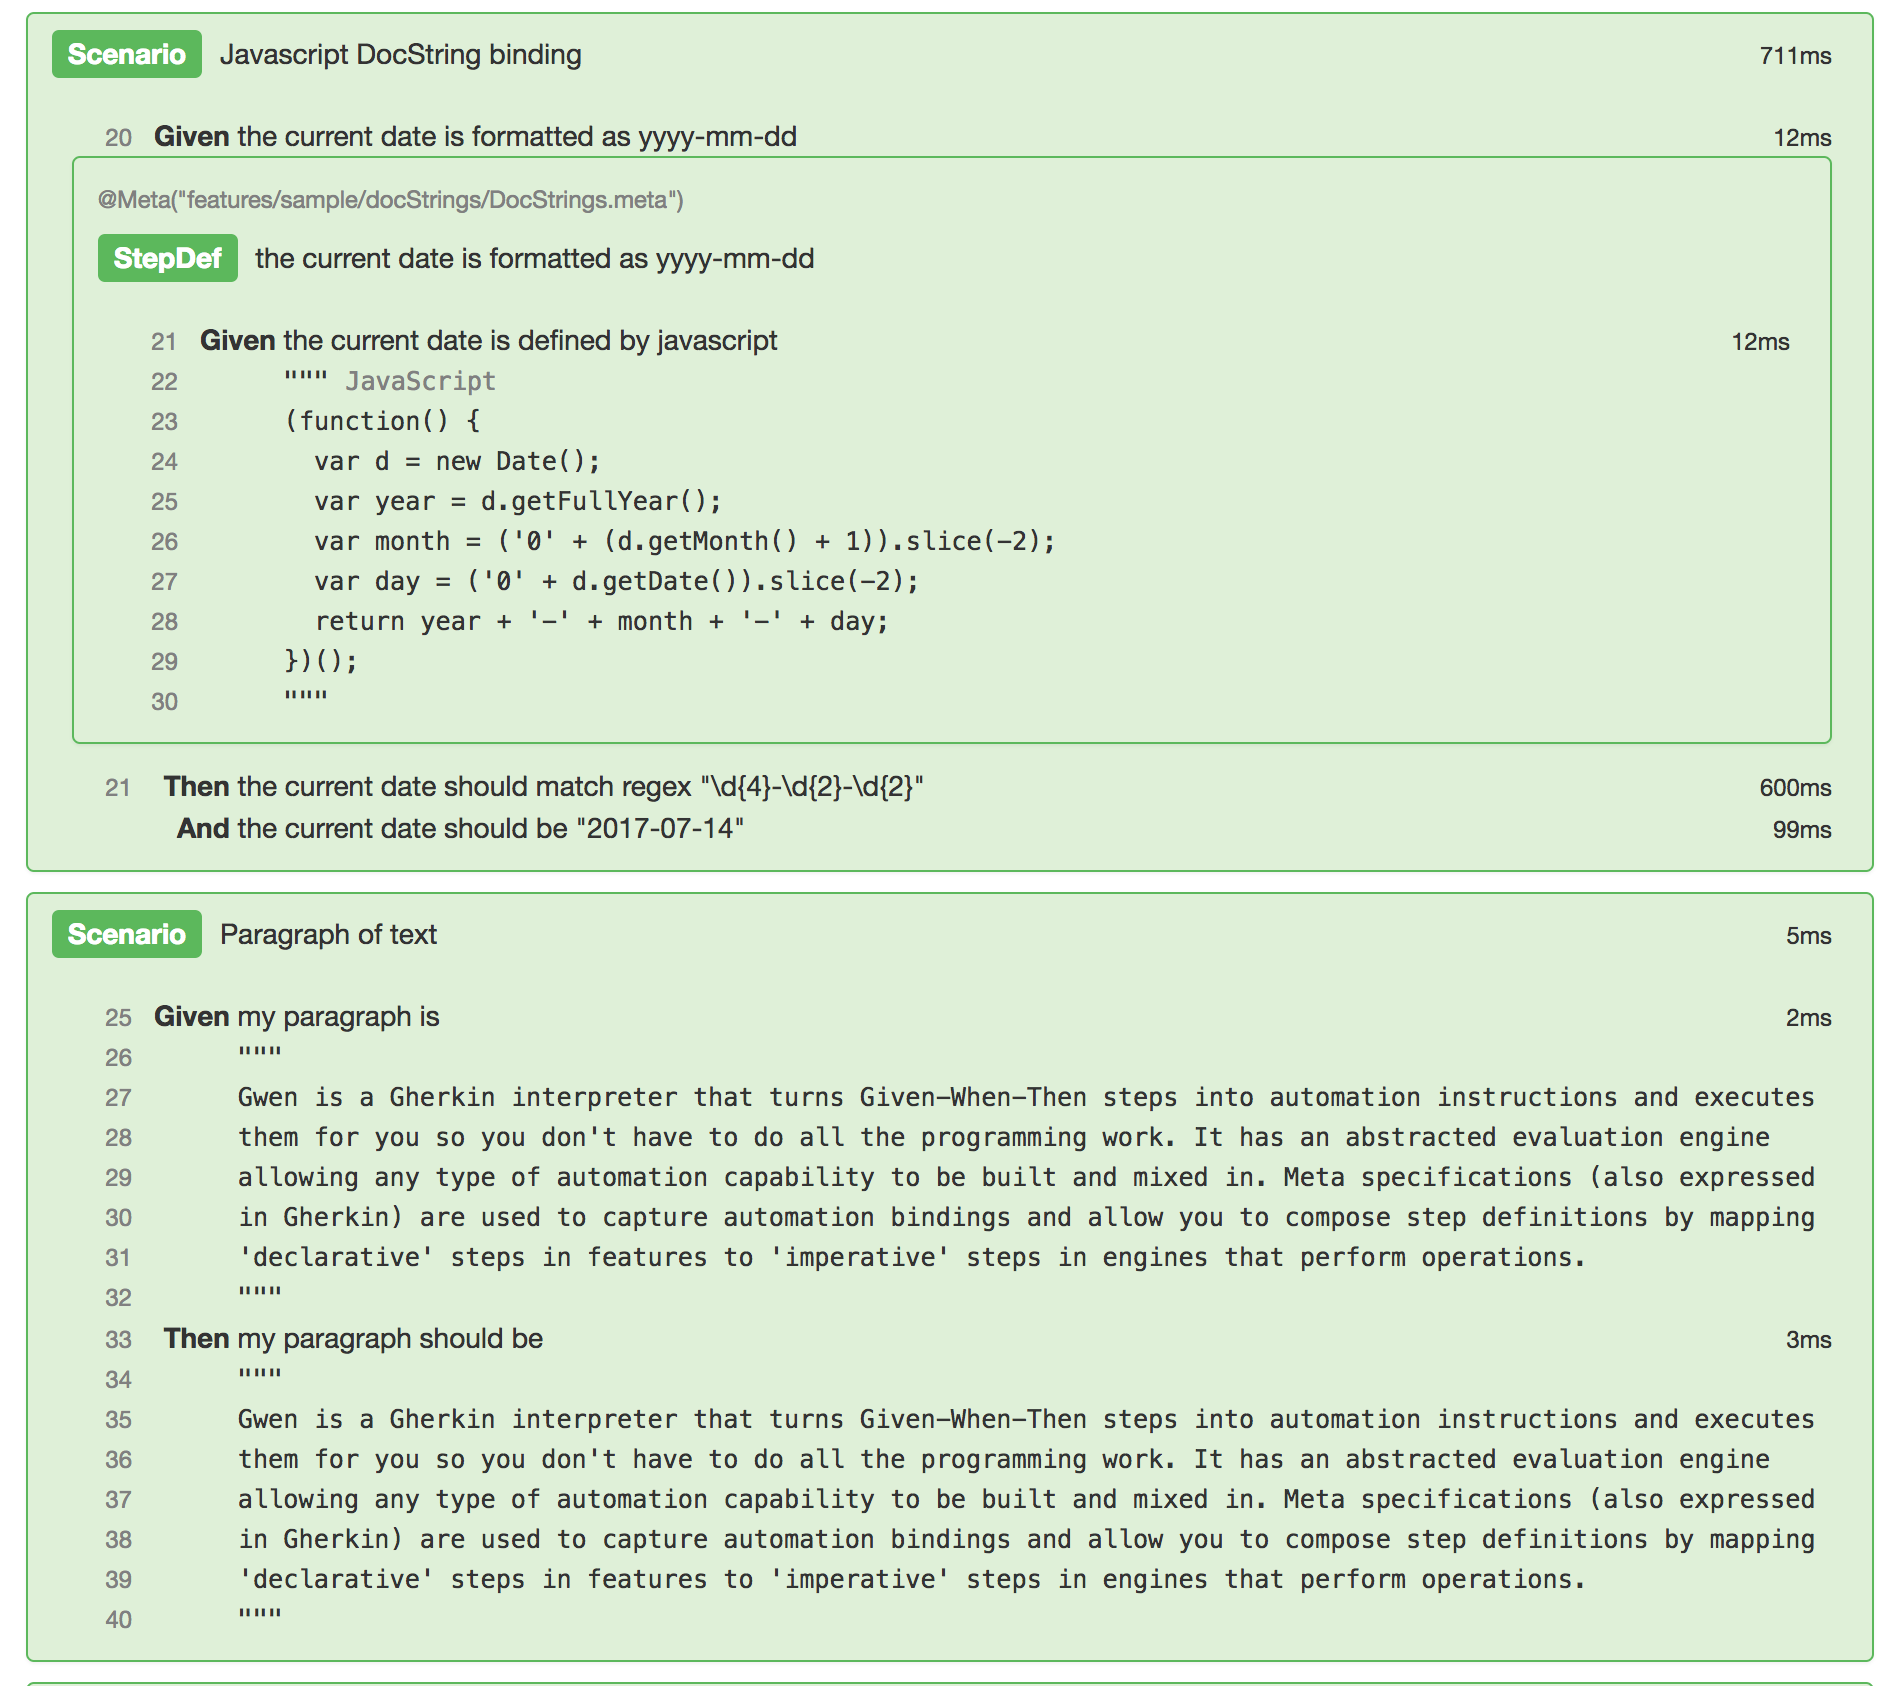 Scenario Javascript DocString binding 711ms
20 Given the current date is formatted as yyyy-mm-dd 12ms
@Meta("features/sample/docStrings/DocStrings.meta")
StepDef the current date is formatted as yyyy-mm-dd
21 Given the current date is defined by javascript 12ms
22 """ JavaScript
23 (function() {
24 var d = new Date();
25 var year = d.getFullYear();
26 var month = ('0' + (d.getMonth() + 1)).slice(-2);
27 var day = ('0' + d.getDate()).slice(-2);
28 return year + '-' + month + '-' + day;
29 })();
30 """
21 Then the current date should match regex "\d{4}-\d{2}-\d{2}" 600ms
And the current date should be "2017-07-14" 99ms
Scenario Paragraph of text 5ms
25 Given my paragraph is 2ms
26 """
27 Gwen is a Gherkin interpreter that turns Given-When-Then steps into automation instructions and executes
28 them for you so you don't have to do all the programming work. It has an abstracted evaluation engine
29 allowing any type of automation capability to be built and mixed in. Meta specifications (also expressed
30 in Gherkin) are used to capture automation bindings and allow you to compose step definitions by mapping
31 'declarative' steps in features to 'imperative' steps in engines that perform operations.
32 """
33 Then my paragraph should be 3ms
34 """
35 Gwen is a Gherkin interpreter that turns Given-When-Then steps into automation instructions and executes
36 them for you so you don't have to do all the programming work. It has an abstracted evaluation engine
37 allowing any type of automation capability to be built and mixed in. Meta specifications (also expressed
38 in Gherkin) are used to capture automation bindings and allow you to compose step definitions by mapping
39 'declarative' steps in features to 'imperative' steps in engines that perform operations.
40 """